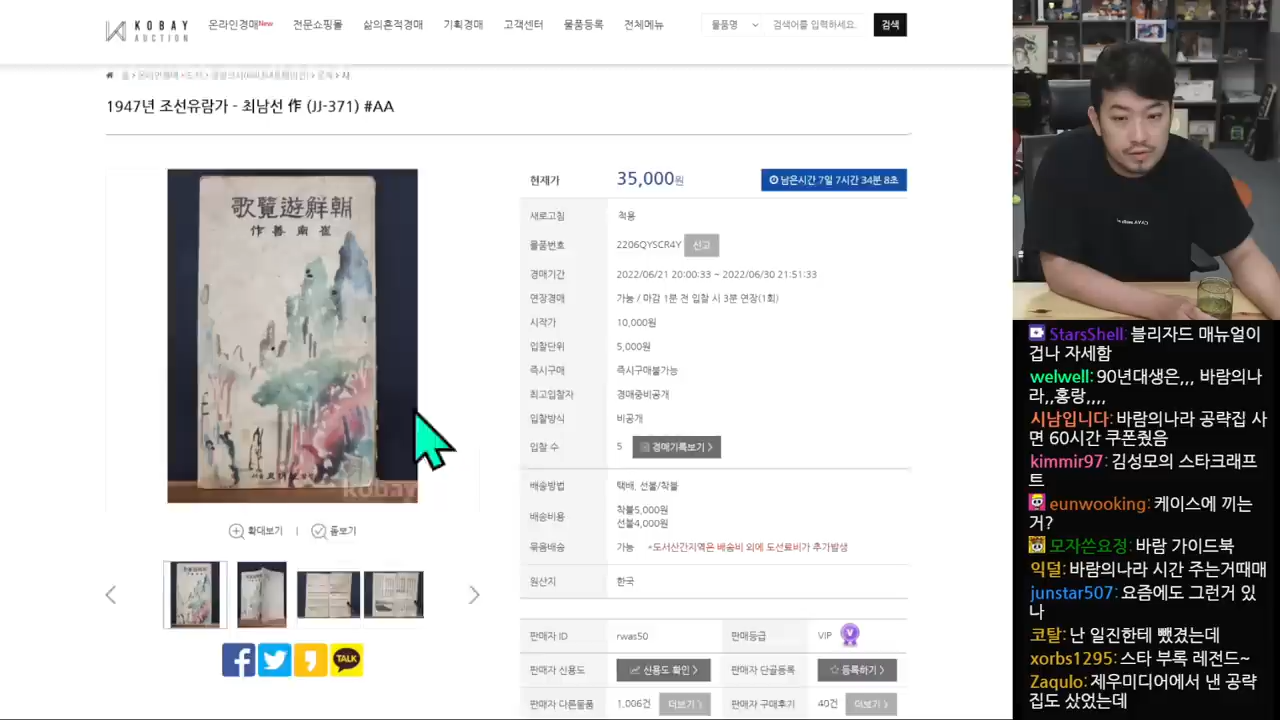 KOBAY
AUCTION
온라인경매New 전문쇼핑몰 삶의흔적경매 기획경매 고객센터 물품등록 전체메뉴
물품명 검색어를 입력하세요. 검색
1947년 조선유람가 - 최남선 作 (JJ-371) #AA
歌覽遊鮮朝
作善南崔
kobay
확대보기 | 돋보기
TALK
현재가 35,000원 남은시간 7일 7시간 34분 8초
새로고침 적용
물품번호 2206QYSCR4Y 신고
경매기간 2022/06/21 20:00:33 ~ 2022/06/30 21:51:33
연장경매 가능 / 마감 1분 전 입찰 시 3분 연장(1회)
시작가 10,000원
입찰단위 5,000원
즉시구매 즉시구매불가능
최고입찰자 경매중비공개
입찰방식 비공개
입찰 수 5 경매기록보기 >
배송방법 택배, 선불/착불
배송비용 착불5,000원
선불4,000원
묶음배송 가능 *도서산간지역은 배송비 외에 도선료비가 추가발생
원산지 한국
판매자 ID rwas50 판매등급 VIP V
판매자 신용도 신용도 확인 > 판매자 단골등록 ☆ 등록하기 >
판매자 다른물품 1,006건 더보기 > 판매자 구매후기 40건 더보기 >
StarsShell: 블리자드 매뉴얼이
겁나 자세함
welwell: 90년대생은,,, 바람의나
라,,홍랑,,,,
시남입니다: 바람의나라 공략집 사
면 60시간 쿠폰줬음
kimmir97: 김성모의 스타크래프
트
eunwooking: 케이스에 끼는
거?
모자쓴요정: 바람 가이드북
익덜: 바람의나라 시간 주는거때매
junstar507: 요즘에도 그런거 있
나
코탈: 난 일진한테 뺐겼는데
xorbs1295: 스타 부록 레전드~
Zaqulo: 제우미디어에서 낸 공략
집도 샀었는데